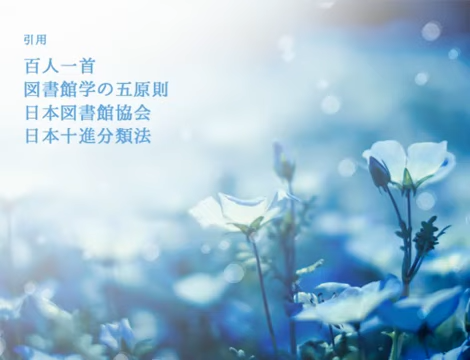 引用
百人一首
図書館学の五原則
日本図書館協会
日本十進分類法